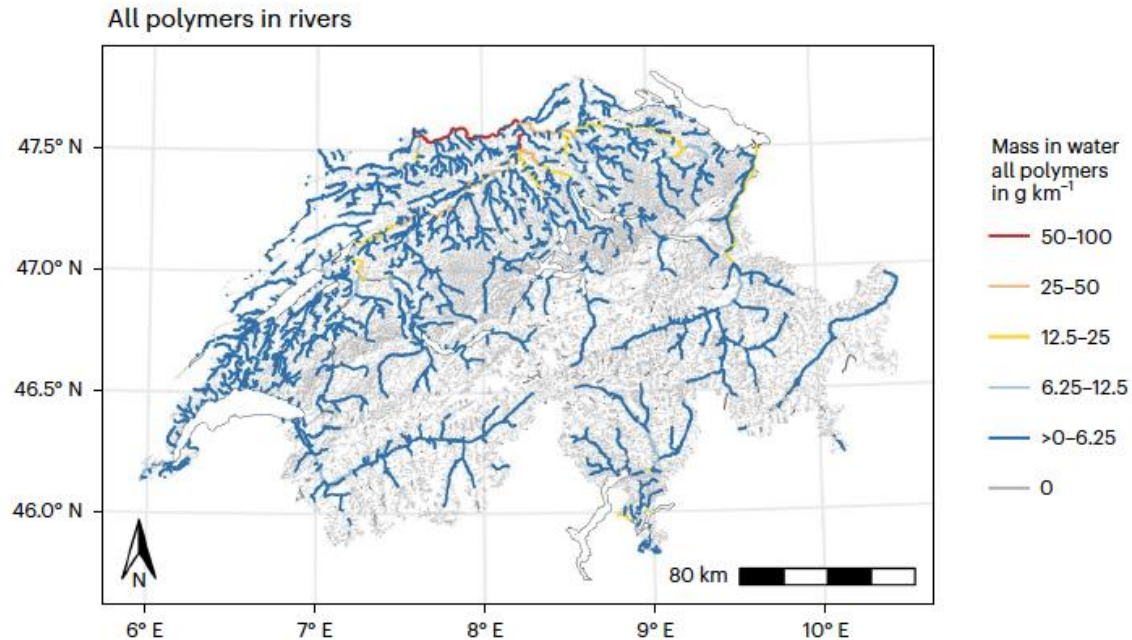 All polymers in rivers
47.5° N
47.0° N
46.5° N
46.0° N
6° E
7° E
8° E
9° E
10° E
N
80 km
Mass in water
all polymers
in g km⁻¹
50–100
25–50
12.5–25
6.25–12.5
>0–6.25
0